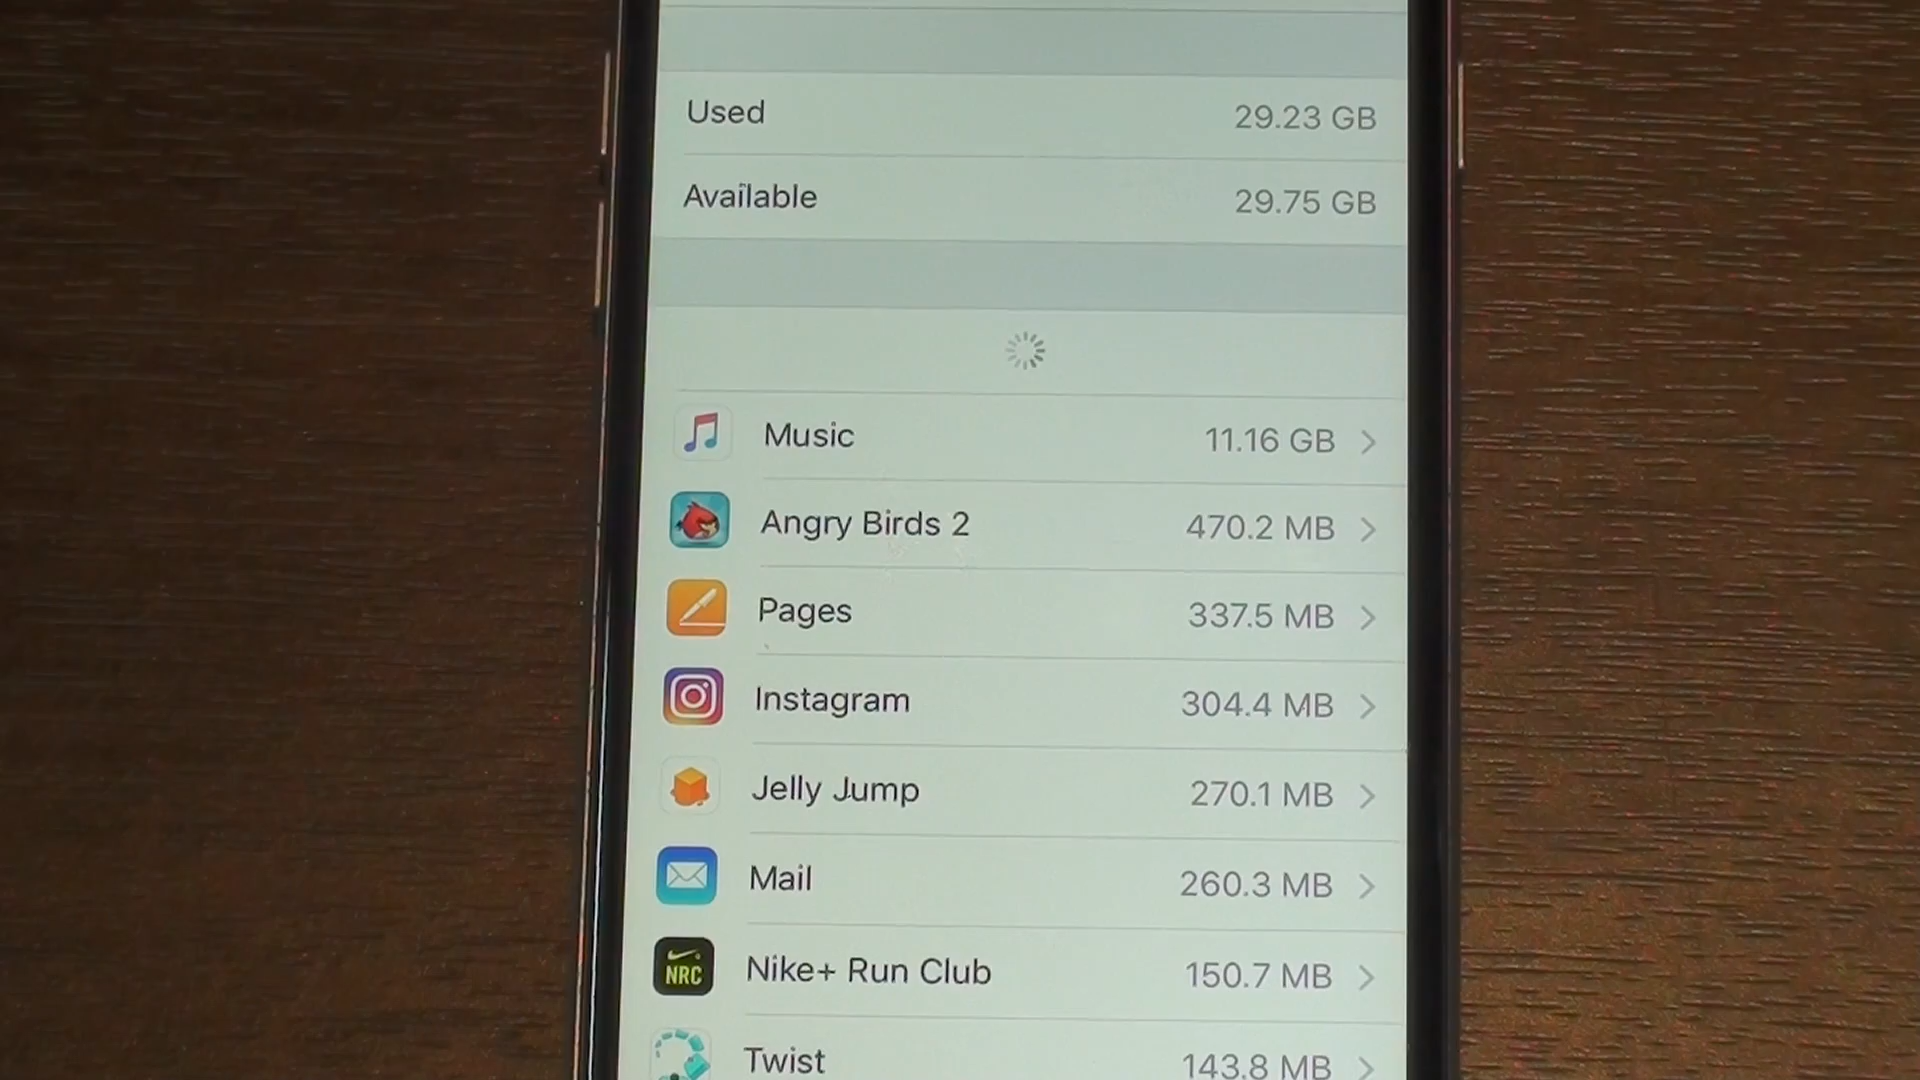 Used 29.23 GB
Available 29.75 GB
Music 11.16 GB
Angry Birds 2 470.2 MB
Pages 337.5 MB
Instagram 304.4 MB
Jelly Jump 270.1 MB
Mail 260.3 MB
NRC Nike+ Run Club 150.7 MB
Twist 143.8 MB